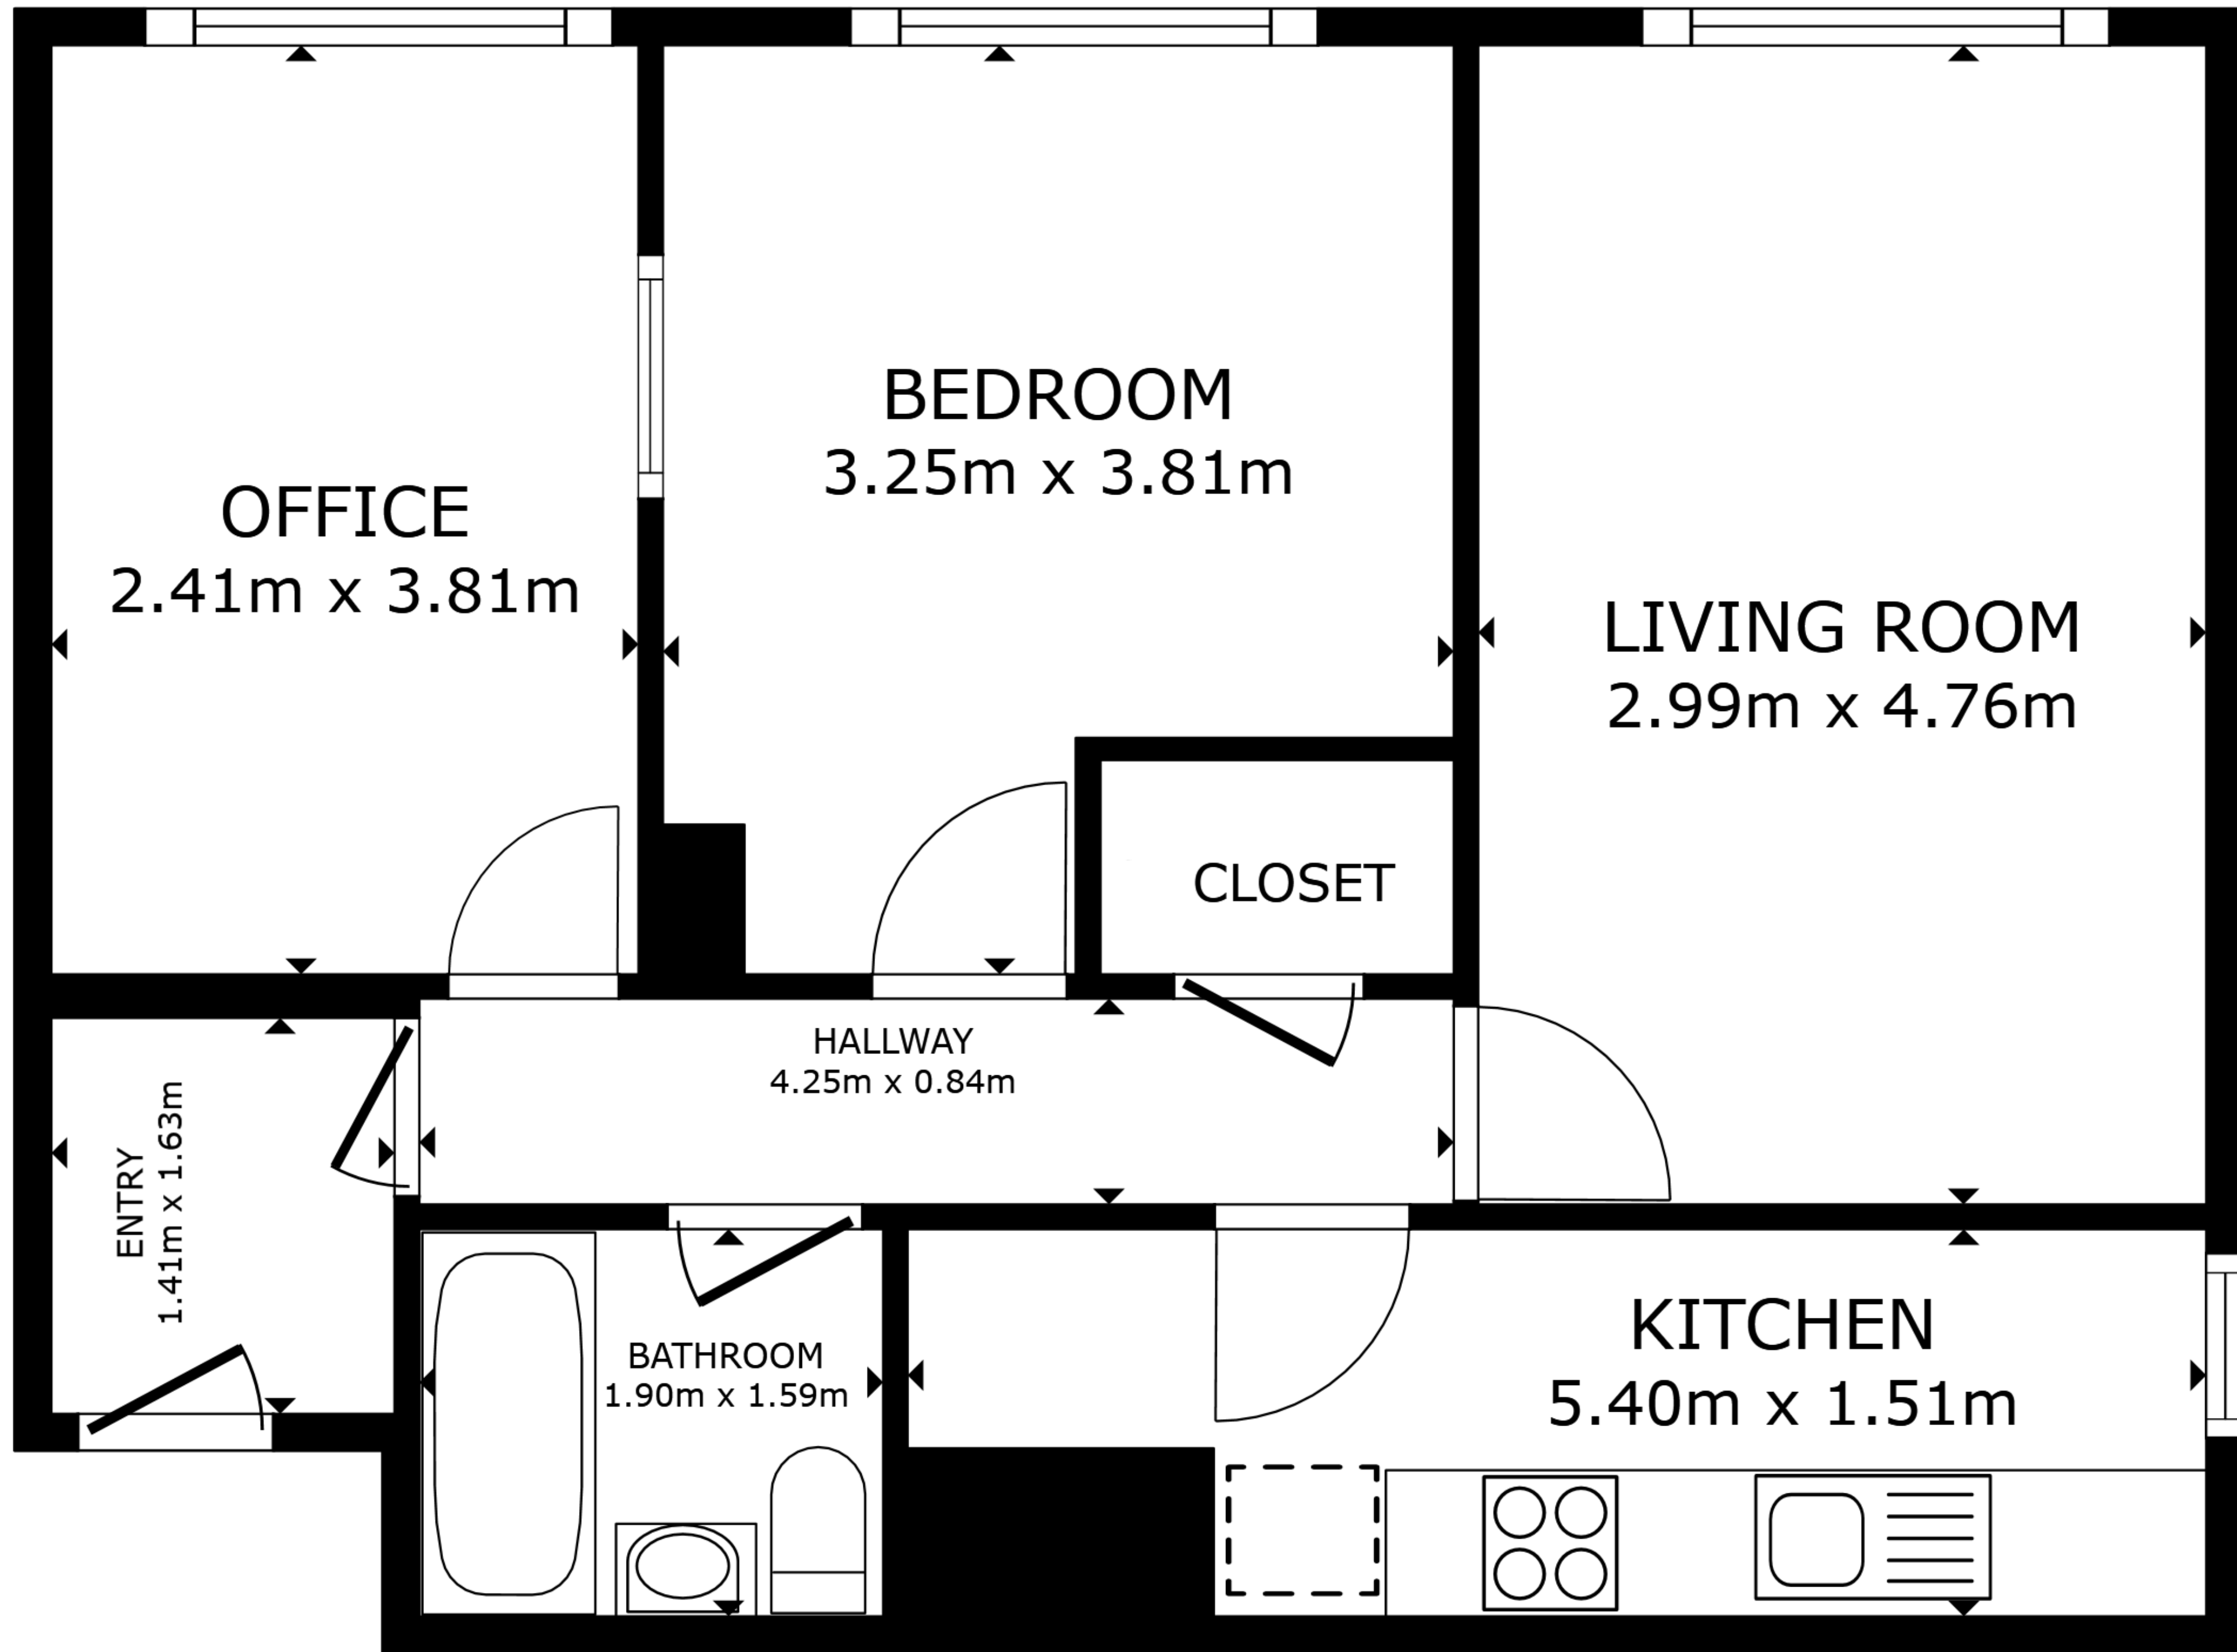 BEDROOM
3.25m x 3.81m
OFFICE
2.41m x 3.81m
LIVING ROOM
2.99m x 4.76m
CLOSET
HALLWAY
4.25m x 0.84m
ENTRY
1.41m x 1.63m
BATHROOM
1.90m x 1.59m
KITCHEN
5.40m x 1.51m